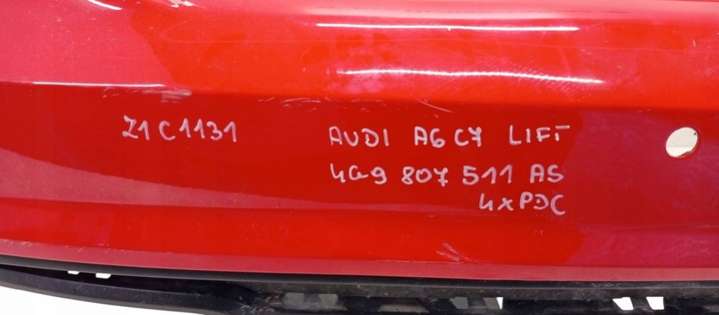 Z1C1131
AUDI A6 C7 LIFT
4G9 807 511 AS
4xPDC